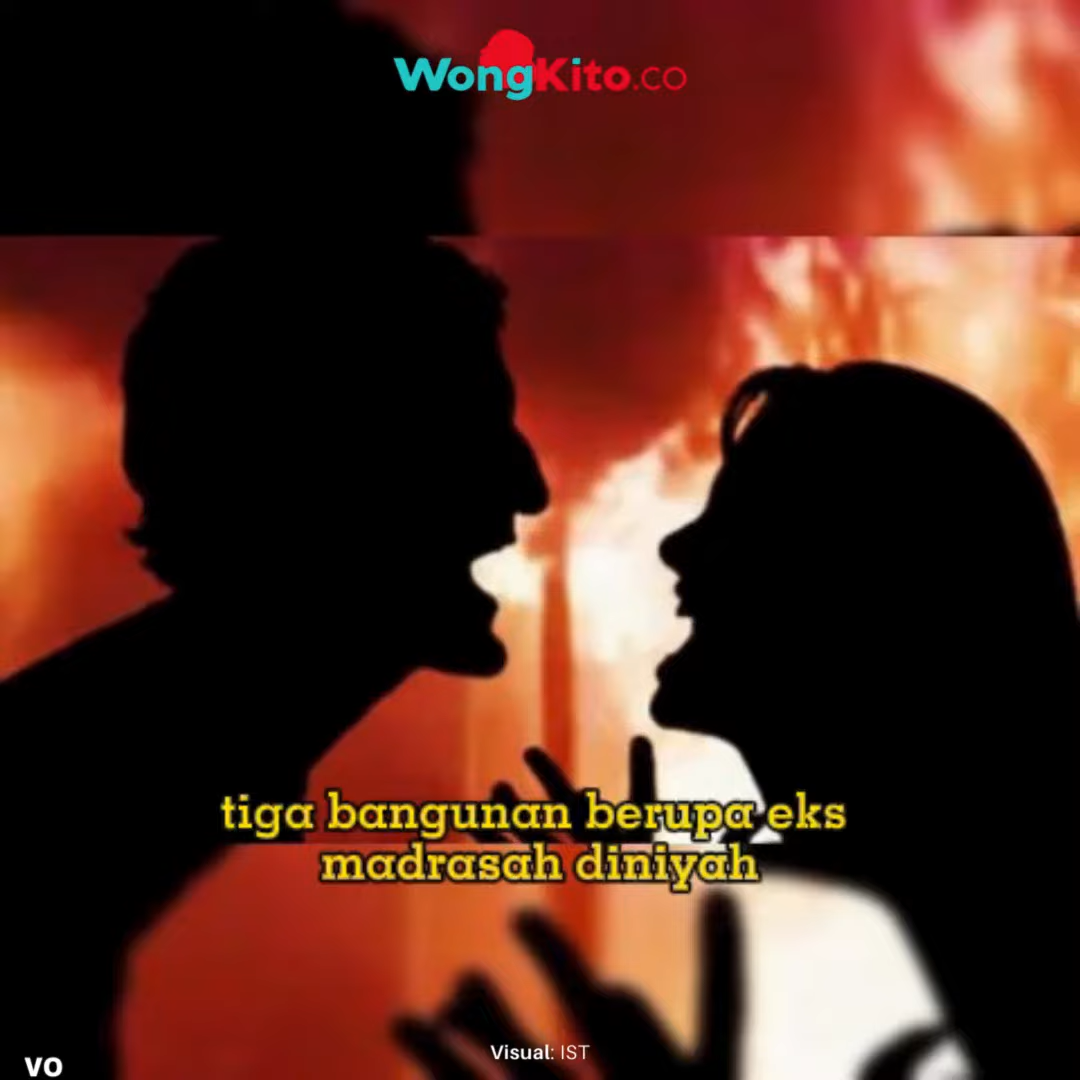 WongKito.co
tiga bangunan berupa eks
madrasah diniyah
Visual: IST
VO